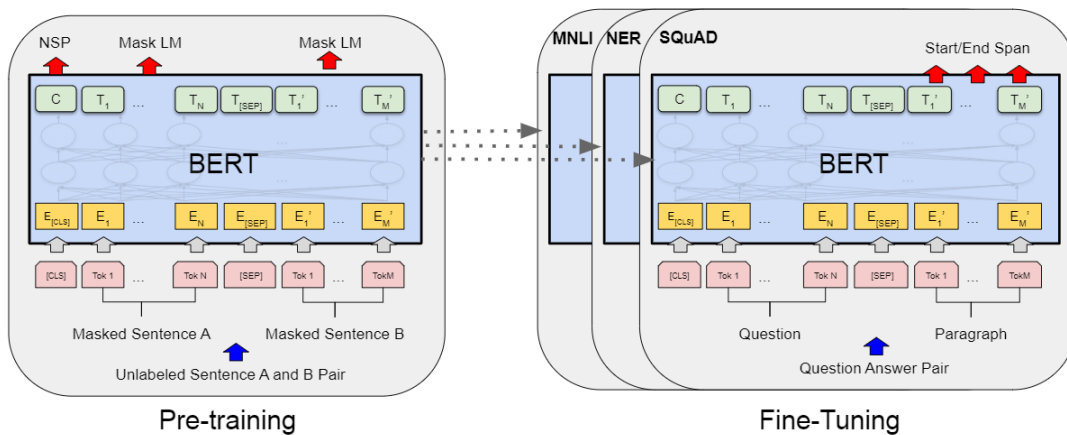 NSP Mask LM Mask LM
C T1 ... TN T[SEP] T1' ... TM'
BERT
E[CLS] E1 ... EN E[SEP] E1' ... EM'
[CLS] Tok 1 ... Tok N [SEP] Tok 1 ... TokM
Masked Sentence A Masked Sentence B
Unlabeled Sentence A and B Pair
Pre-training
MNLI NER SQuAD
Start/End Span
C T1 ... TN T[SEP] T1' ... TM'
BERT
E[CLS] E1 ... EN E[SEP] E1' ... EM'
[CLS] Tok 1 ... Tok N [SEP] Tok 1 ... TokM
Question Paragraph
Question Answer Pair
Fine-Tuning